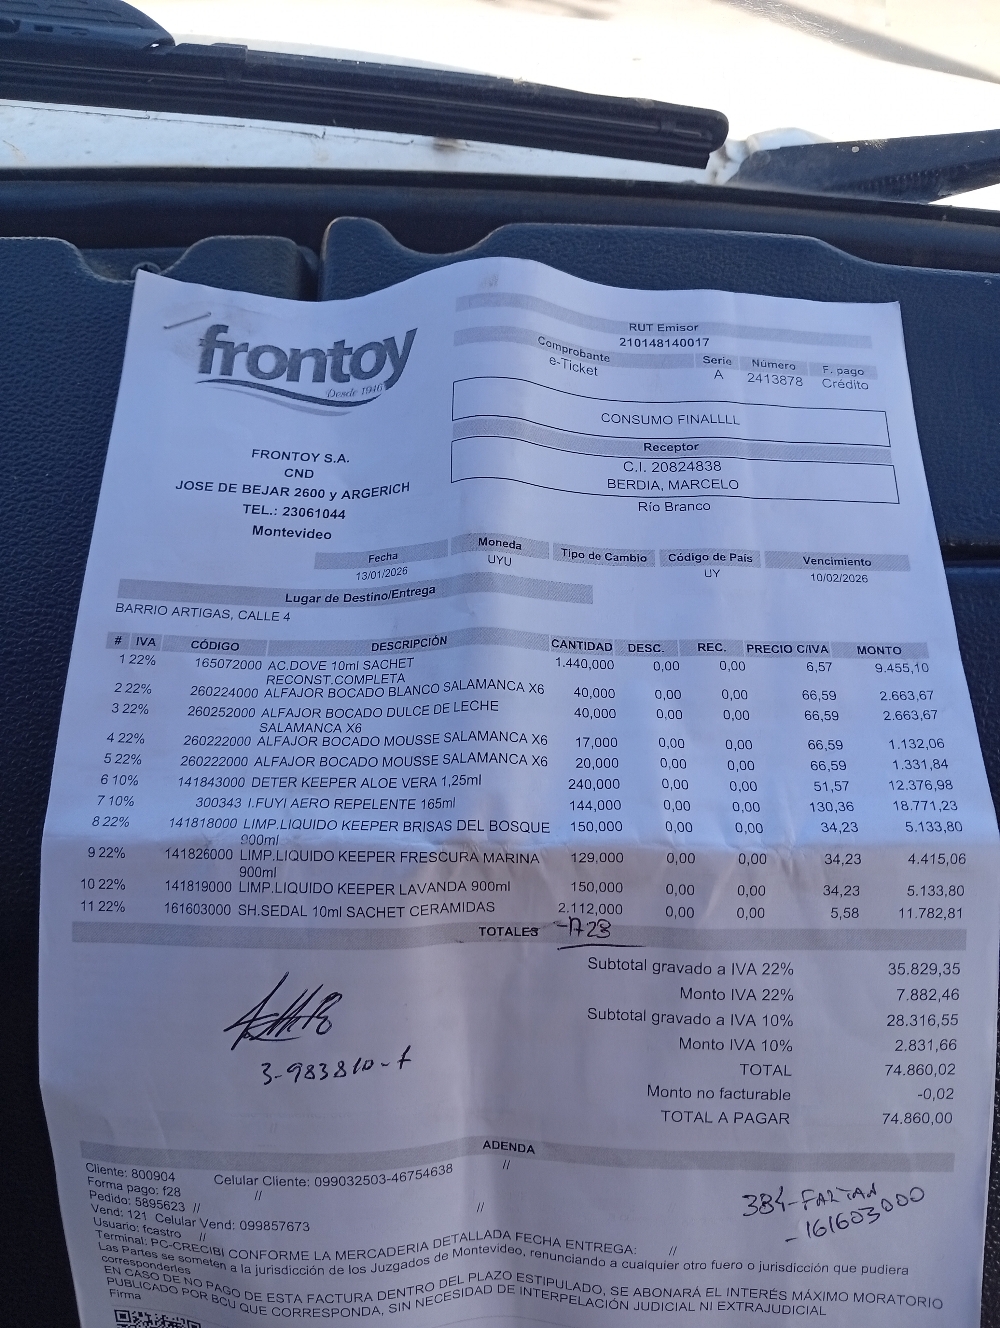 frontoy
Desde 1946
RUT Emisor
210148140017
Comprobante Serie Número F. pago
e-Ticket A 2413878 Crédito
CONSUMO FINALLLL
Receptor
C.I. 20824838
BERDIA, MARCELO
Río Branco
FRONTOY S.A.
CND
JOSE DE BEJAR 2600 y ARGERICH
TEL.: 23061044
Montevideo
Fecha Moneda Tipo de Cambio Código de Pais Vencimiento
13/01/2026 UYU UY 10/02/2026
Lugar de Destino/Entrega
BARRIO ARTIGAS, CALLE 4
# IVA CÓDIGO DESCRIPCIÓN CANTIDAD DESC. REC. PRECIO C/IVA MONTO
1 22% 165072000 AC.DOVE 10ml SACHET 1.440,000 0,00 0,00 6,57 9.455,10
RECONST.COMPLETA
2 22% 260224000 ALFAJOR BOCADO BLANCO SALAMANCA X6 40,000 0,00 0,00 66,59 2.663,67
3 22% 260252000 ALFAJOR BOCADO DULCE DE LECHE 40,000 0,00 0,00 66,59 2.663,67
SALAMANCA X6
4 22% 260222000 ALFAJOR BOCADO MOUSSE SALAMANCA X6 17,000 0,00 0,00 66,59 1.132,06
5 22% 260222000 ALFAJOR BOCADO MOUSSE SALAMANCA X6 20,000 0,00 0,00 66,59 1.331,84
6 10% 141843000 DETER KEEPER ALOE VERA 1,25ml 240,000 0,00 0,00 51,57 12.376,98
7 10% 300343 I.FUYI AERO REPELENTE 165ml 144,000 0,00 0,00 130,36 18.771,23
8 22% 141818000 LIMP.LIQUIDO KEEPER BRISAS DEL BOSQUE 150,000 0,00 0,00 34,23 5.133,80
900ml
9 22% 141826000 LIMP.LIQUIDO KEEPER FRESCURA MARINA 129,000 0,00 0,00 34,23 4.415,06
900ml
10 22% 141819000 LIMP.LIQUIDO KEEPER LAVANDA 900ml 150,000 0,00 0,00 34,23 5.133,80
11 22% 161603000 SH.SEDAL 10ml SACHET CERAMIDAS 2.112,000 0,00 0,00 5,58 11.782,81
TOTALES -1728
Subtotal gravado a IVA 22% 35.829,35
Monto IVA 22% 7.882,46
Subtotal gravado a IVA 10% 28.316,55
Monto IVA 10% 2.831,66
TOTAL 74.860,02
Monto no facturable -0,02
TOTAL A PAGAR 74.860,00
ADENDA
Cliente: 800904 Celular Cliente: 099032503-46754638 //
Forma pago: f28 //
Pedido: 5895623 // //
Vend: 121 Celular Vend: 099857673
Usuario: fcastro //
384-FALTAN
-161603000
Terminal: PC-CRECIBÍ CONFORME LA MERCADERIA DETALLADA FECHA ENTREGA: //
Las Partes se someten a la jurisdicción de los Juzgados de Montevideo, renunciando a cualquier otro fuero o jurisdicción que pudiera
corresponderles
EN CASO DE NO PAGO DE ESTA FACTURA DENTRO DEL PLAZO ESTIPULADO, SE ABONARÁ EL INTERÉS MÁXIMO MORATORIO
PUBLICADO POR BCU QUE CORRESPONDA, SIN NECESIDAD DE INTERPELACIÓN JUDICIAL NI EXTRAJUDICIAL
Firma